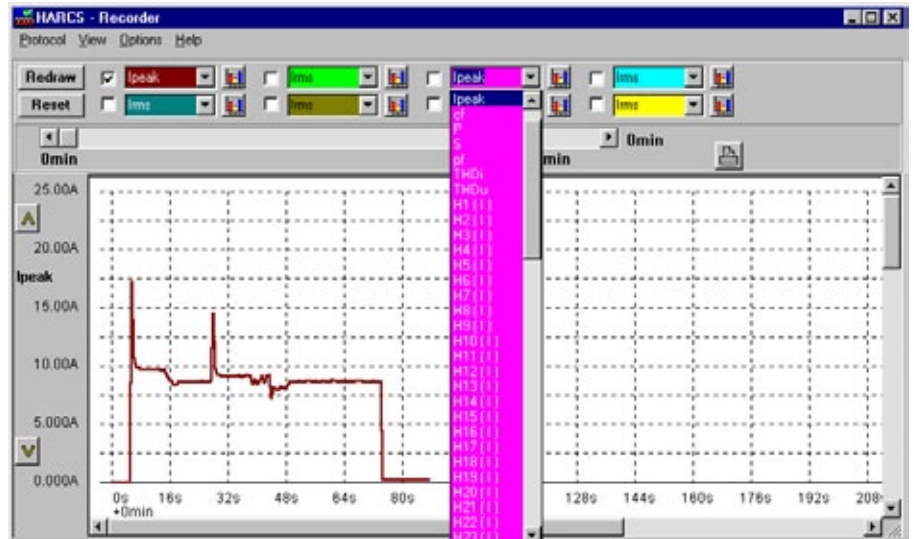 HARCS - Recorder
Protocol View Options Help
Redraw Ipeak Irms Ipeak Irms
Reset Irms Irms Irms
Ipeak
cf
P
S
pf
THDi
THDu
H1 ( I )
H2 ( I )
H3 ( I )
H4 ( I )
H5 ( I )
H6 ( I )
H7 ( I )
H8 ( I )
H9 ( I )
H10 ( I )
H11 ( I )
H12 ( I )
H13 ( I )
H14 ( I )
H15 ( I )
H16 ( I )
H17 ( I )
H18 ( I )
H19 ( I )
H20 ( I )
H21 ( I )
H22 ( I )
H23 ( I )
0min min 0min
25.00A
20.00A
Ipeak
15.00A
10.00A
5.000A
0.000A
0s 16s 32s 48s 64s 80s 128s 144s 160s 176s 192s 208
+0min